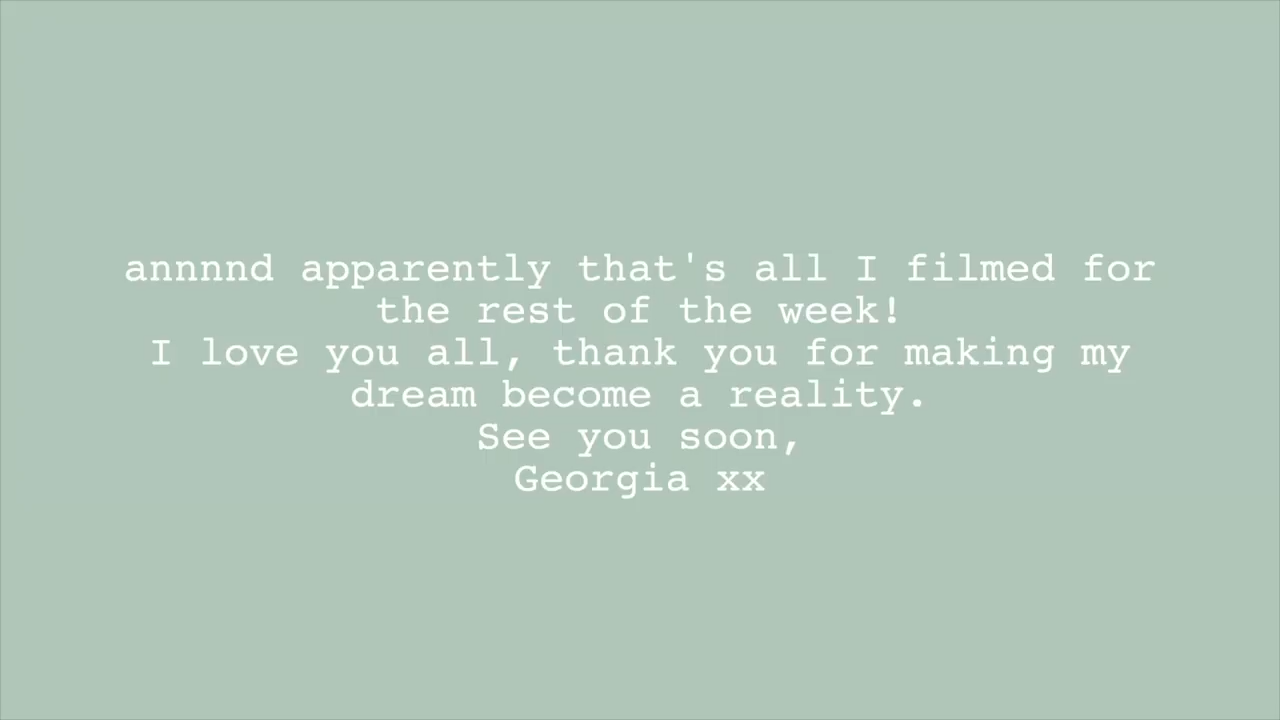 annnnd apparently that's all I filmed for
the rest of the week!
I love you all, thank you for making my
dream become a reality.
See you soon,
Georgia xx